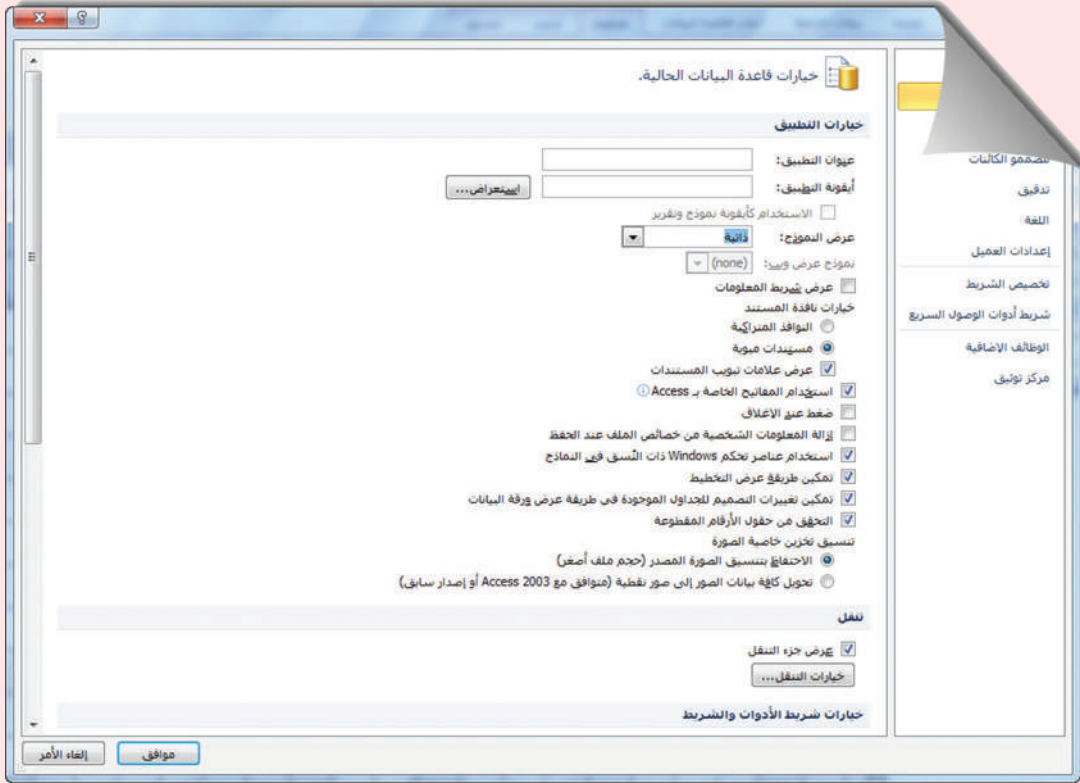 خيارات قاعدة البيانات الحالية.
خيارات التطبيق
عنوان التطبيق:
أيقونة التطبيق:
استعراض...
الاستخدام كأيقونة نموذج وتقرير
عرض النموذج:
ذاتية
نموذج عرض ويب:
(none)
عرض شريط المعلومات
خيارات نافذة المستند
النوافذ المتراكبة
مستندات مبوبة
عرض علامات تبويب المستندات
استخدام المفاتيح الخاصة بـ Access
ضغط عند الإغلاق
إزالة المعلومات الشخصية من خصائص الملف عند الحفظ
استخدام عناصر تحكم Windows ذات النّسق في النماذج
تمكين طريقة عرض التخطيط
تمكين تغييرات التصميم للجداول الموجودة في طريقة عرض ورقة البيانات
التحقق من حقول الأرقام المقطوعة
تنسيق تخزين خاصية الصورة
الاحتفاظ بتنسيق الصورة المصدر (حجم ملف أصغر)
تحويل كافة بيانات الصور إلى صور نقطية (متوافق مع Access 2003 أو إصدار سابق)
تنقل
عرض جزء التنقل
خيارات التنقل...
خيارات شريط الأدوات والشريط
مصممو الكائنات
تدقيق
اللغة
إعدادات العميل
تخصيص الشريط
شريط أدوات الوصول السريع
الوظائف الإضافية
مركز توثيق
موافق
إلغاء الأمر